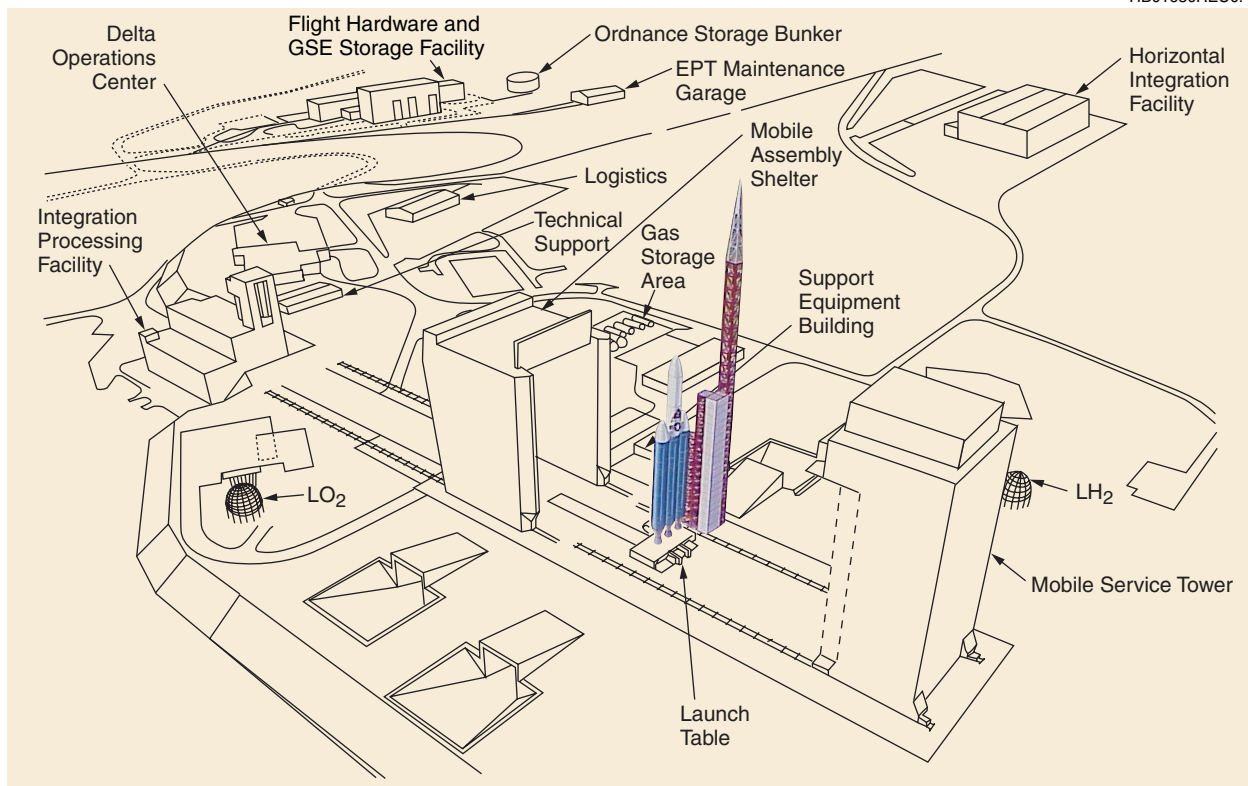 Delta
Operations
Center
Flight Hardware and
GSE Storage Facility
Ordnance Storage Bunker
EPT Maintenance
Garage
Horizontal
Integration
Facility
Mobile
Assembly
Shelter
Logistics
Integration
Processing
Facility
Technical
Support
Gas
Storage
Area
Support
Equipment
Building
LO2
LH2
Mobile Service Tower
Launch
Table